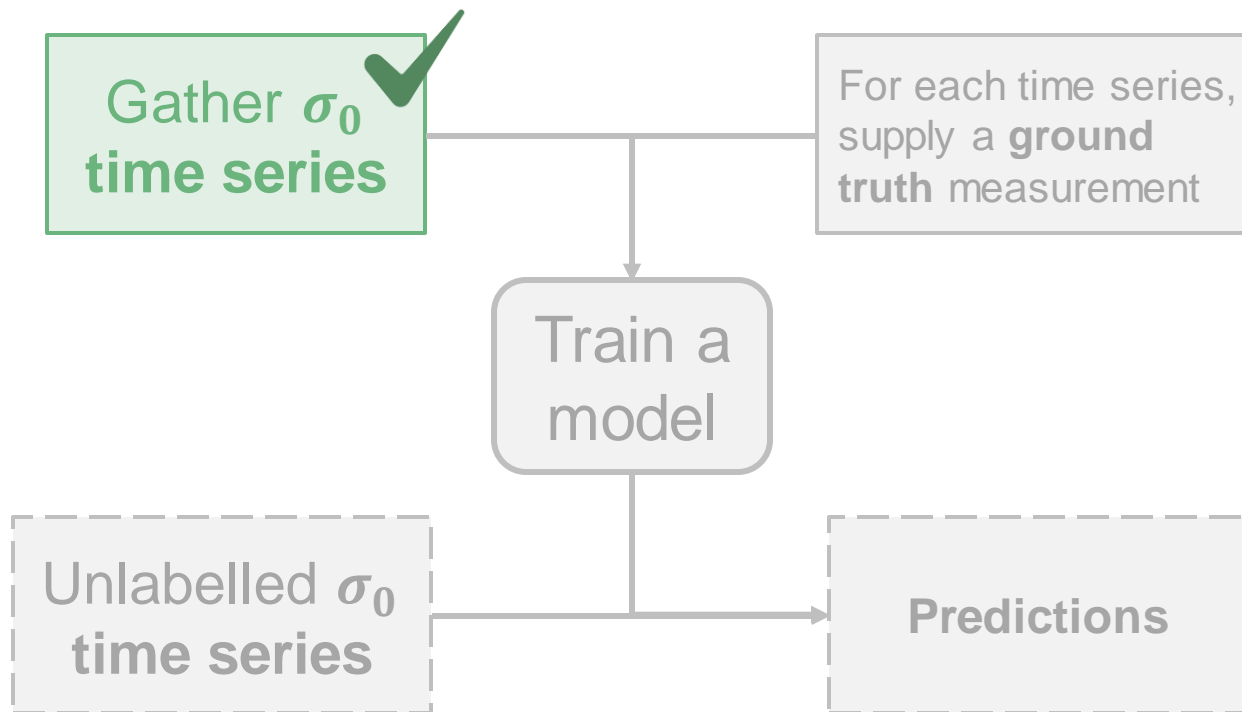 Gather σ₀
time series
For each time series,
supply a ground
truth measurement
Train a
model
Unlabelled σ₀
time series
Predictions